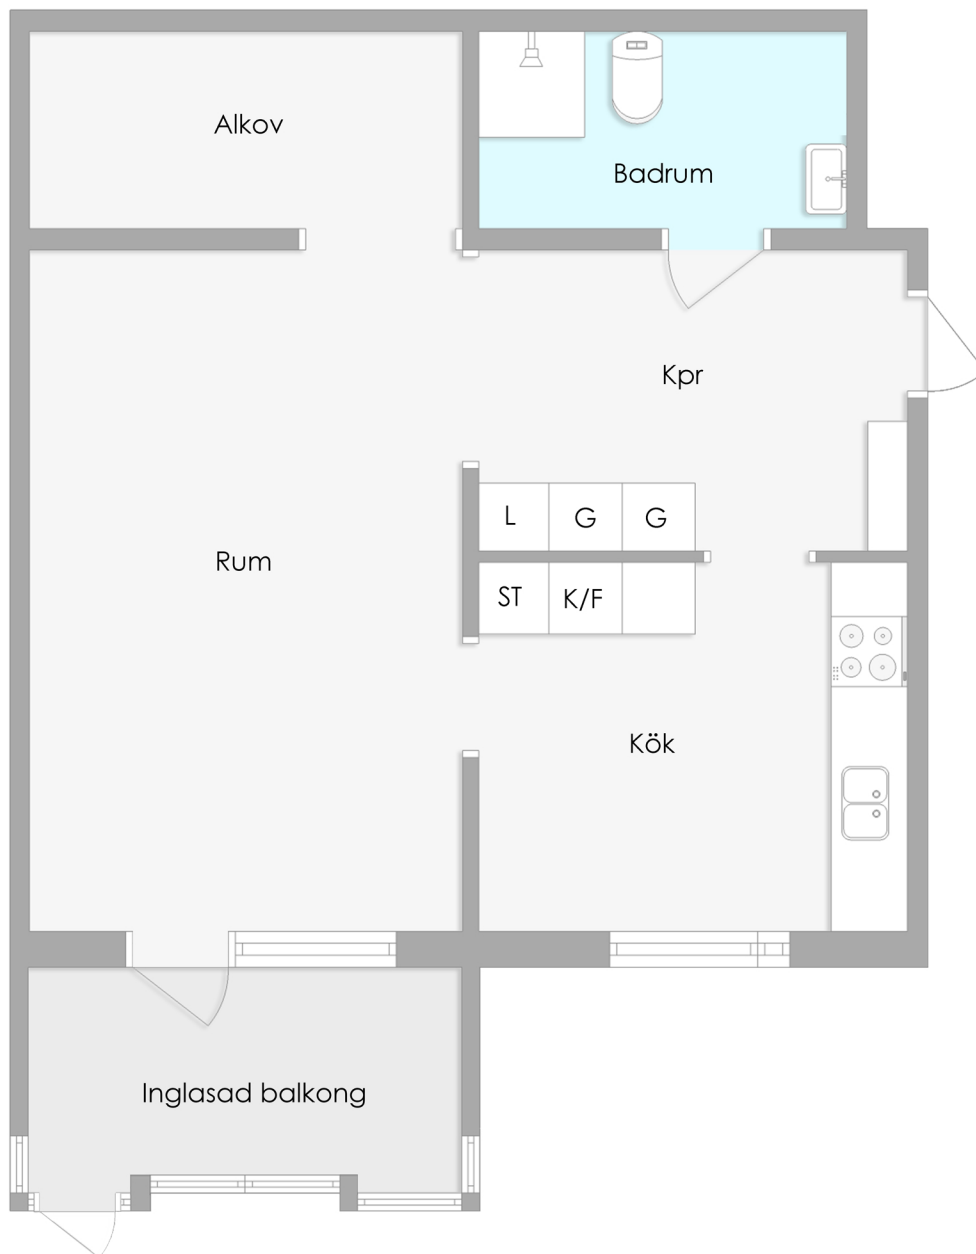 Alkov
Badrum
Kpr
L G G
Rum
ST K/F
Kök
Inglasad balkong